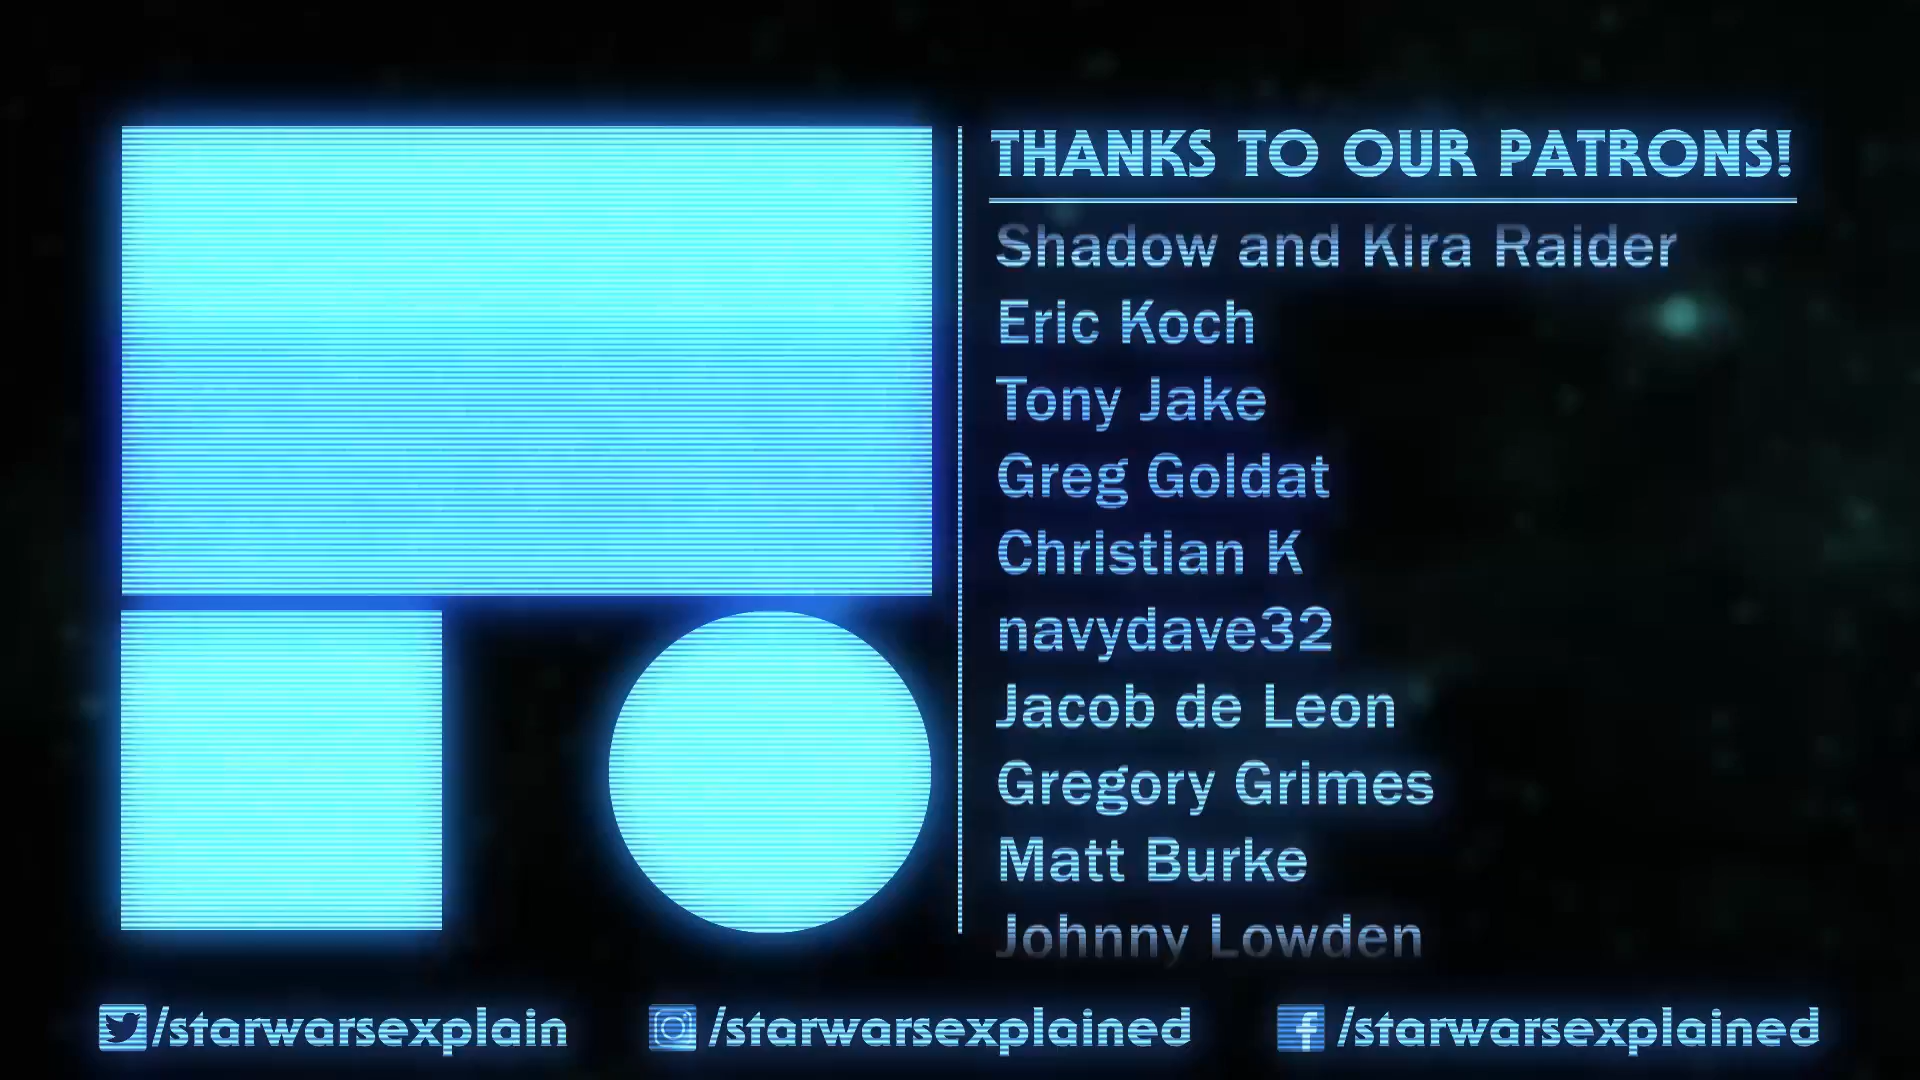 THANKS TO OUR PATRONS!
Shadow and Kira Raider
Eric Koch
Tony Jake
Greg Goldat
Christian K
navydave32
Jacob de Leon
Gregory Grimes
Matt Burke
Johnny Lowden
/starwarsexplain /starwarsexplained /starwarsexplained